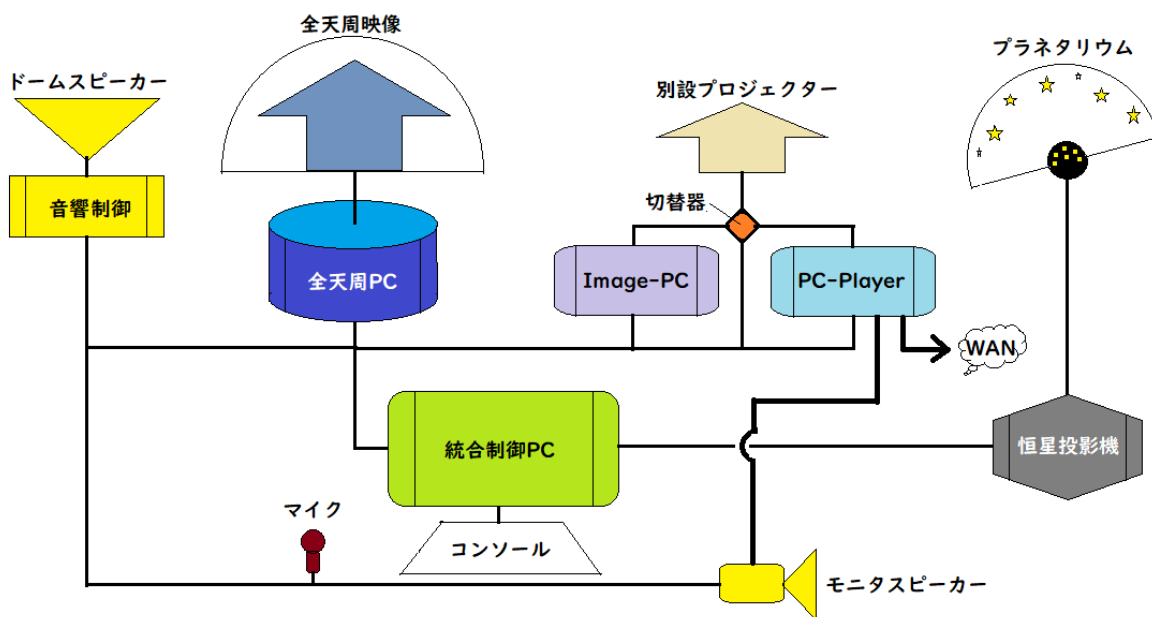 全天周映像
プラネタリウム
ドームスピーカー
別設プロジェクター
音響制御
切替器
全天周PC
Image-PC
PC-Player
WAN
統合制御PC
恒星投影機
マイク
コンソール
モニタスピーカー